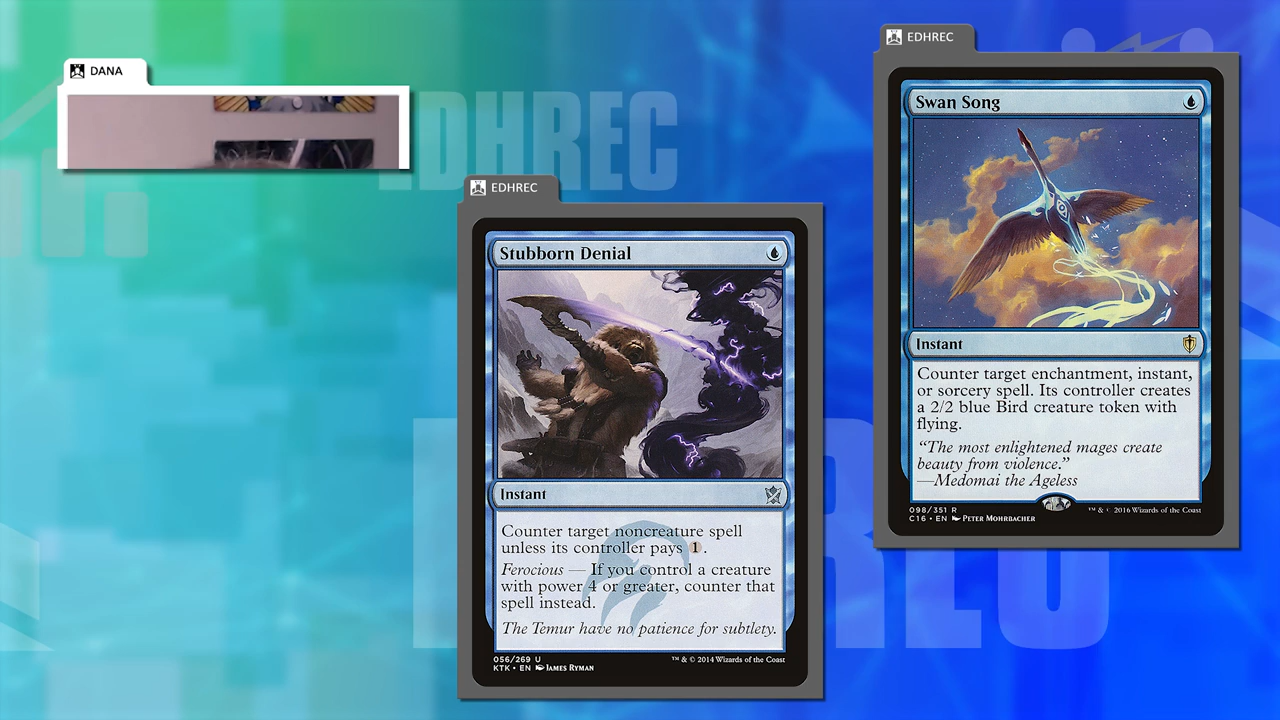 DANA
EDHREC
EDHREC
Stubborn Denial
Instant
Counter target noncreature spell
unless its controller pays 1.
Ferocious — If you control a creature
with power 4 or greater, counter that
spell instead.
The Temur have no patience for subtlety.
056/269 U
KTK • EN JAMES RYMAN
™ & © 2014 Wizards of the Coast
EDHREC
Swan Song
Instant
Counter target enchantment, instant,
or sorcery spell. Its controller creates
a 2/2 blue Bird creature token with
flying.
“The most enlightened mages create
beauty from violence.”
—Medomai the Ageless
098/351 R
C16 • EN PETER MOHRBACHER
™ & © 2016 Wizards of the Coast